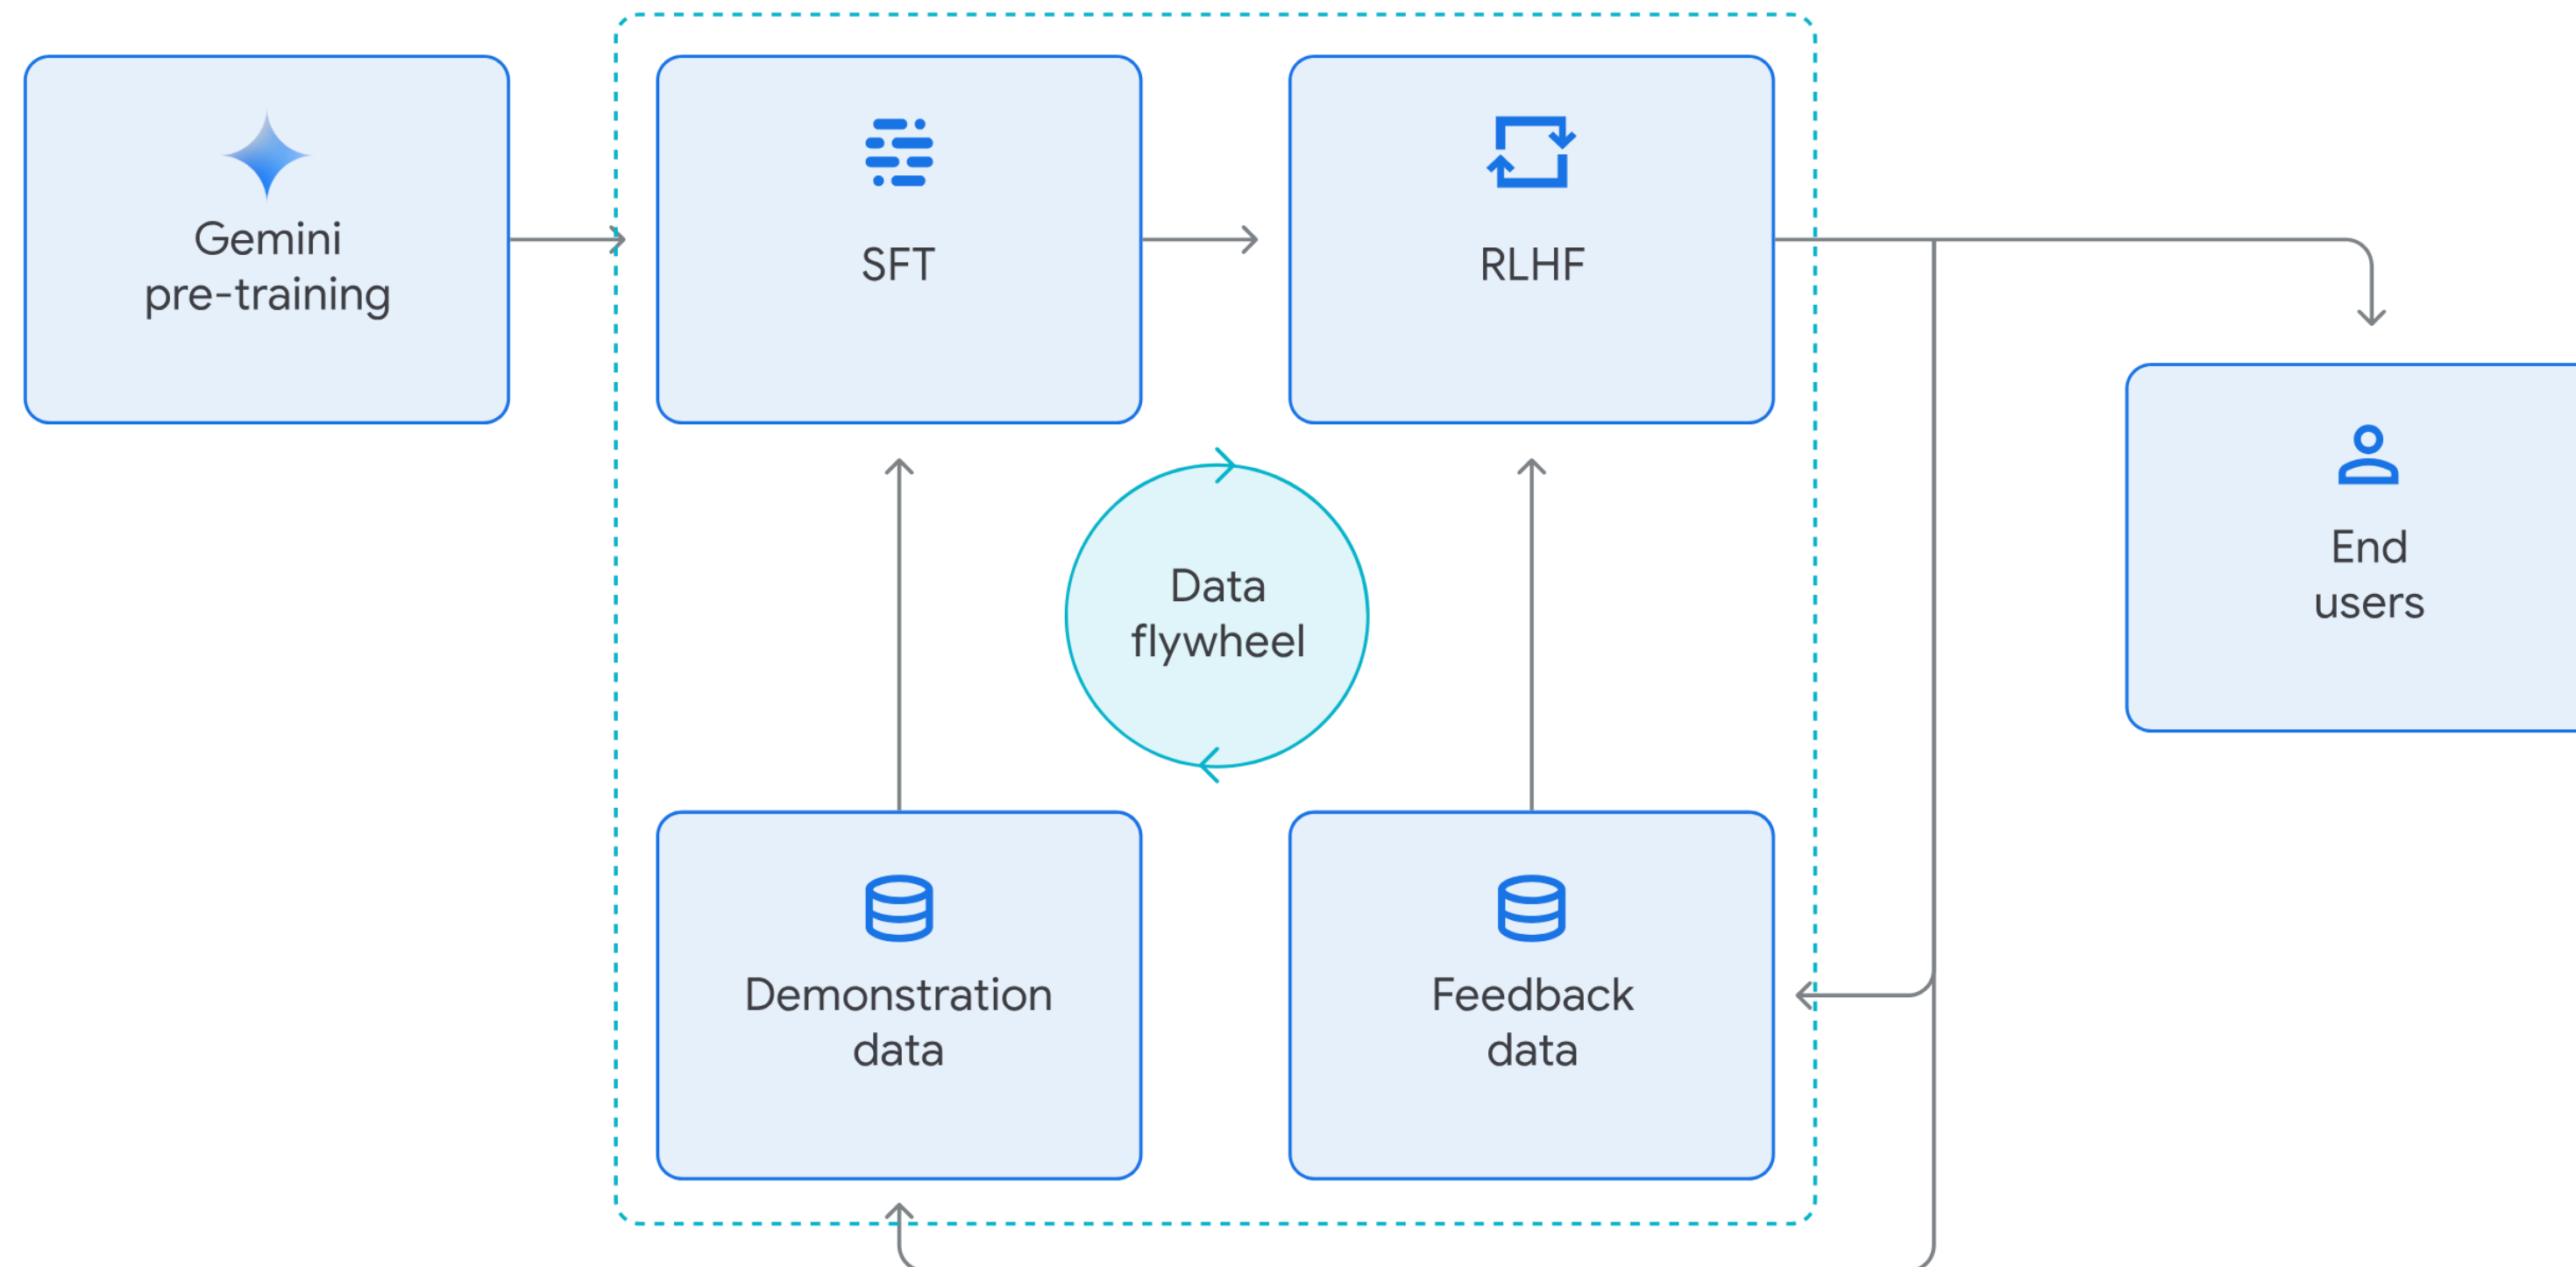 Gemini
pre-training
SFT
RLHF
End
users
Data
flywheel
Demonstration
data
Feedback
data